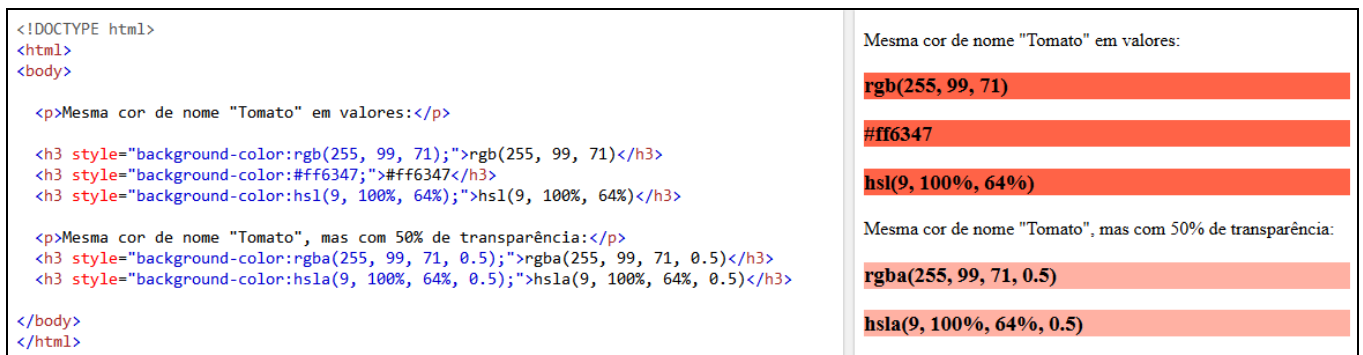 <!DOCTYPE html>
<html>
<body>
<p>Mesma cor de nome "Tomato" em valores:</p>
<h3 style="background-color:rgb(255, 99, 71);">rgb(255, 99, 71)</h3>
<h3 style="background-color:#ff6347;">#ff6347</h3>
<h3 style="background-color:hsl(9, 100%, 64%);">hsl(9, 100%, 64%)</h3>
<p>Mesma cor de nome "Tomato", mas com 50% de transparência:</p>
<h3 style="background-color:rgba(255, 99, 71, 0.5);">rgba(255, 99, 71, 0.5)</h3>
<h3 style="background-color:hsla(9, 100%, 64%, 0.5);">hsla(9, 100%, 64%, 0.5)</h3>
</body>
</html>
Mesma cor de nome "Tomato" em valores:
rgb(255, 99, 71)
#ff6347
hsl(9, 100%, 64%)
Mesma cor de nome "Tomato", mas com 50% de transparência:
rgba(255, 99, 71, 0.5)
hsla(9, 100%, 64%, 0.5)